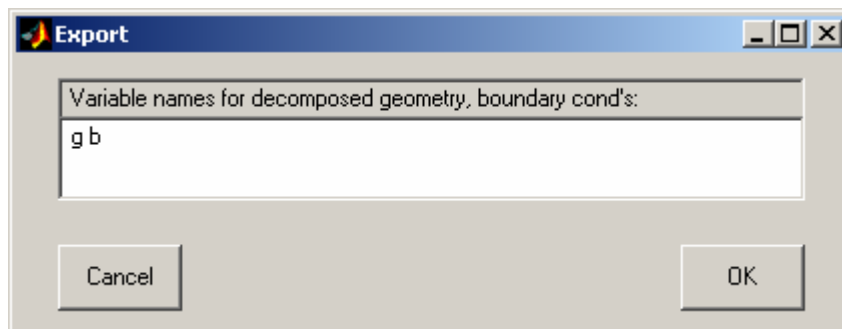 Export
Variable names for decomposed geometry, boundary cond's:
g b
Cancel
OK